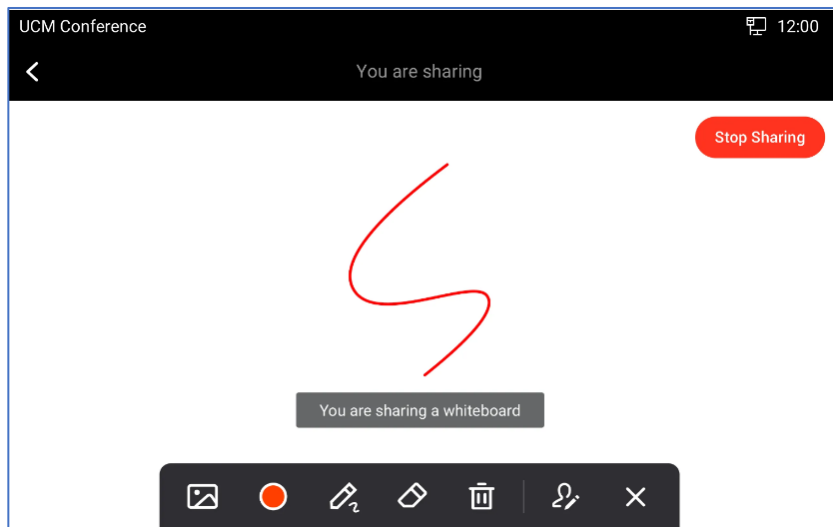 UCM Conference 12:00
You are sharing
Stop Sharing
You are sharing a whiteboard